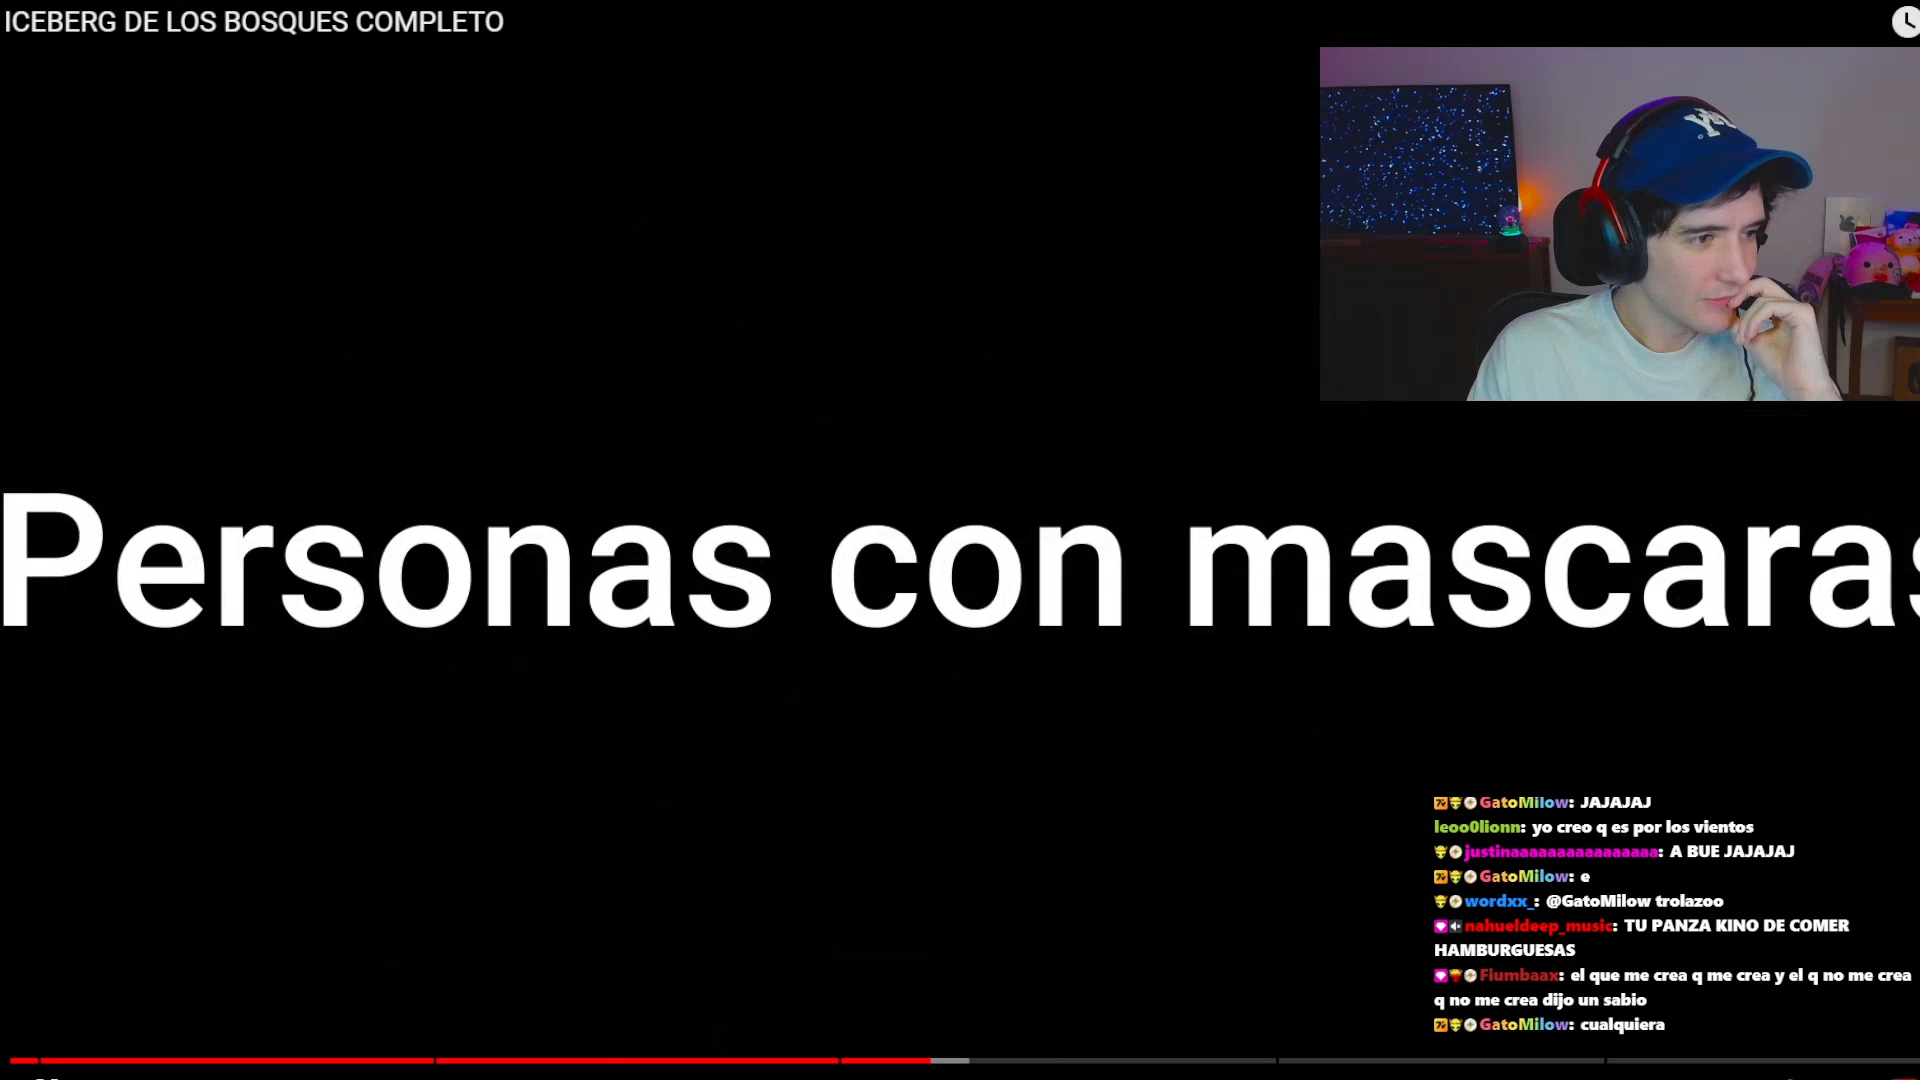 ICEBERG DE LOS BOSQUES COMPLETO
Personas con mascaras
GatoMilow: JAJAJAJ
leoo0lionn: yo creo q es por los vientos
justinaaaaaaaaaaaaaaaa: A BUE JAJAJAJ
GatoMilow: e
wordxx_: @GatoMilow trolazoo
nahueldeep_music: TU PANZA KINO DE COMER
HAMBURGUESAS
Fiumbaax: el que me crea q me crea y el q no me crea
q no me crea dijo un sabio
GatoMilow: cualquiera